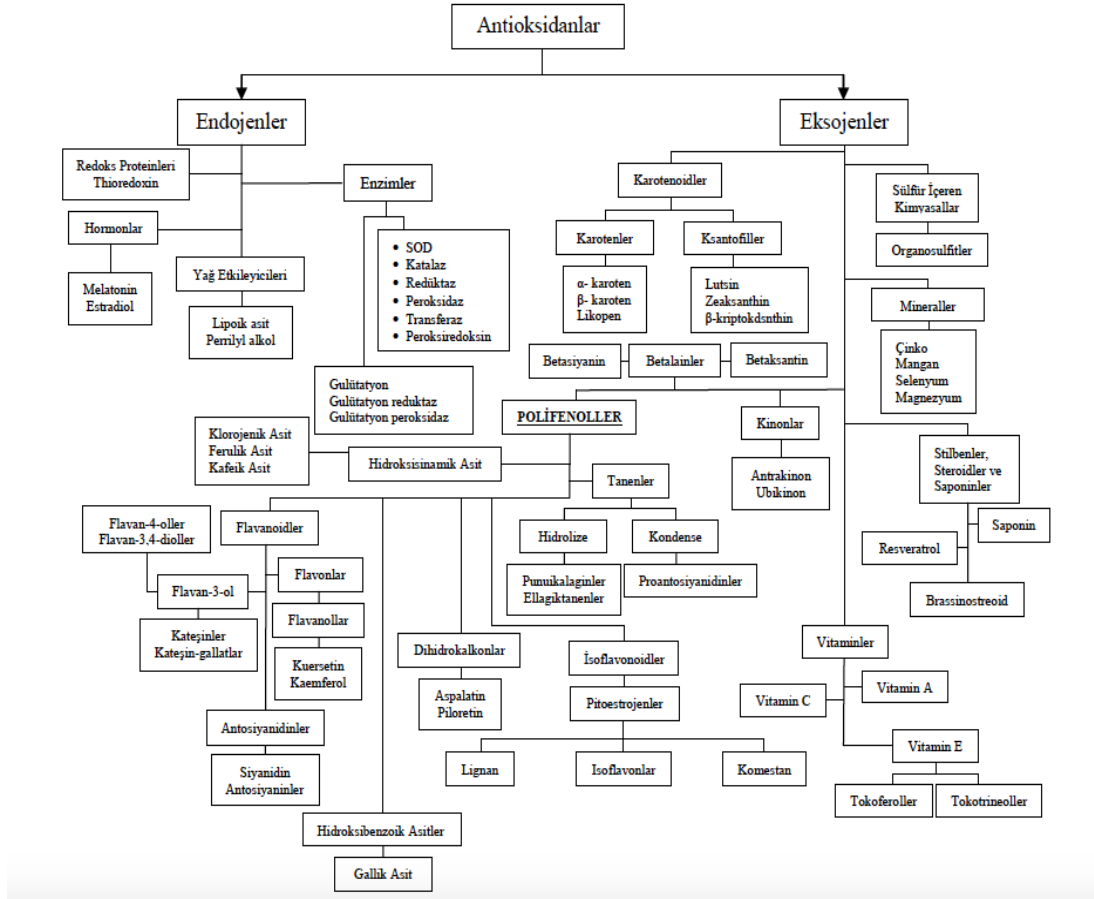 Antioksidanlar
Endojenler
Eksojenler
Redoks Proteinleri
Thioredoxin
Enzimler
Hormonlar
Melatonin
Estradiol
Yağ Etkileyicileri
Lipoik asit
Perrilyl alkol
• SOD
• Katalaz
• Redüktaz
• Peroksidaz
• Transferaz
• Peroksiredoksin
Gulütatyon
Gulütatyon reduktaz
Gulütatyon peroksidaz
Karotenoidler
Karotenler
Ksantofiller
α- karoten
β- karoten
Likopen
Lutsin
Zeaksanthin
β-kriptokdsnthin
Sülfür İçeren
Kimyasallar
Organosulfitler
Mineraller
Çinko
Mangan
Selenyum
Magnezyum
Betasiyanin
Betalainler
Betaksantin
POLİFENOLLER
Kinonlar
Antrakinon
Ubikinon
Stilbenler,
Steroidler ve
Saponinler
Saponin
Resveratrol
Brassinostreoid
Klorojenik Asit
Ferulik Asit
Kafeik Asit
Hidroksisinamik Asit
Tanenler
Hidrolize
Kondense
Punuikalaginler
Ellagiktanenler
Proantosiyanidinler
Flavan-4-oller
Flavan-3,4-dioller
Flavanoidler
Flavan-3-ol
Flavonlar
Kateşinler
Kateşin-gallatlar
Flavanollar
Kuersetin
Kaemferol
Antosiyanidinler
Siyanidin
Antosiyaninler
Dihidrokalkonlar
Aspalatin
Piloretin
İsoflavonoidler
Pitoestrojenler
Lignan
Isoflavonlar
Komestan
Vitaminler
Vitamin C
Vitamin A
Vitamin E
Tokoferoller
Tokotrineoller
Hidroksibenzoik Asitler
Gallik Asit